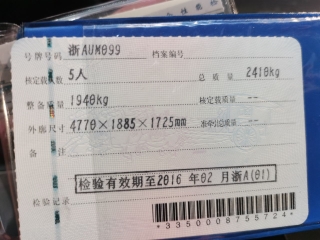 号牌号码 浙AUM099 档案编号
核定载人数 5人 总质量 2410kg
整备质量 1940kg 核定载质量 --
外廓尺寸 4770×1885×1725mm 准牵引总质量 --
备注
检验有效期至2016年02月浙A(01)
检验记录
*3350008755724*